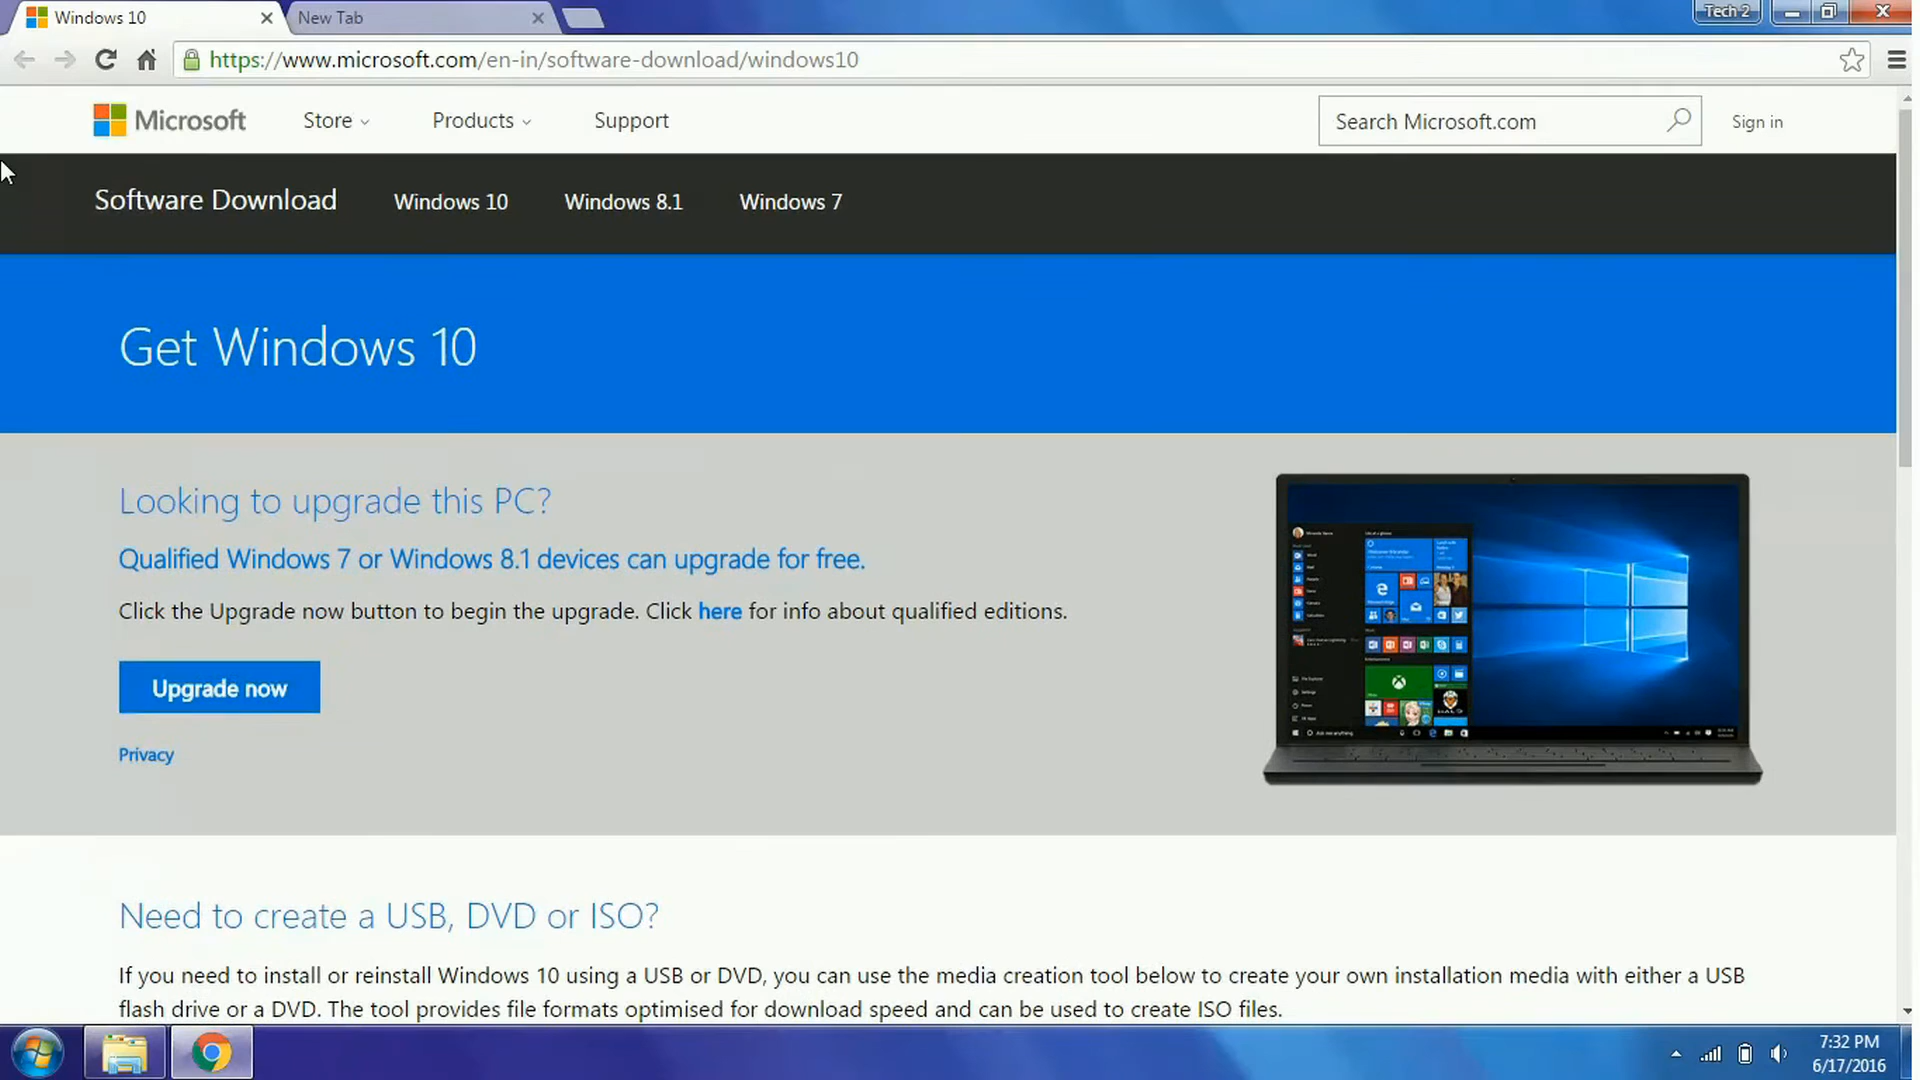 Windows 10
New Tab
Tech 2
https://www.microsoft.com/en-in/software-download/windows10
Microsoft
Store
Products
Support
Search Microsoft.com
Sign in
Software Download
Windows 10
Windows 8.1
Windows 7
Get Windows 10
Looking to upgrade this PC?
Qualified Windows 7 or Windows 8.1 devices can upgrade for free.
Click the Upgrade now button to begin the upgrade. Click here for info about qualified editions.
Upgrade now
Privacy
Need to create a USB, DVD or ISO?
If you need to install or reinstall Windows 10 using a USB or DVD, you can use the media creation tool below to create your own installation media with either a USB
flash drive or a DVD. The tool provides file formats optimised for download speed and can be used to create ISO files.
7:32 PM
6/17/2016